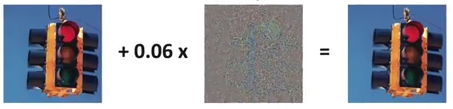 + 0.06 x =